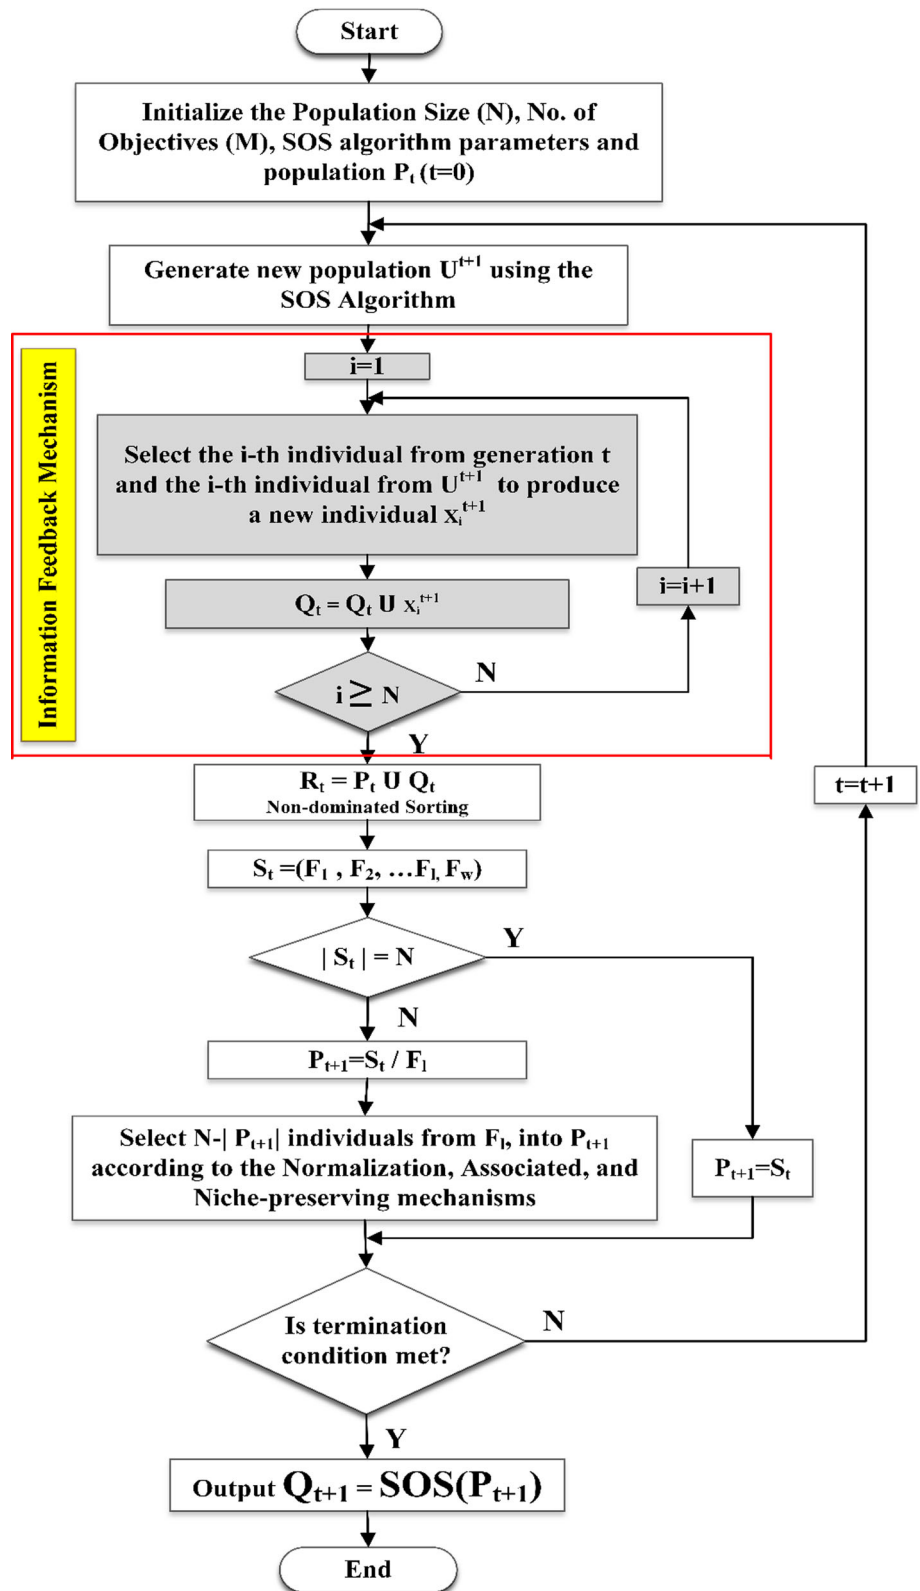 Start
Initialize the Population Size (N), No. of
Objectives (M), SOS algorithm parameters and
population Pₜ (t=0)
Generate new population Uᵗ⁺¹ using the
SOS Algorithm
Information Feedback Mechanism
i=1
Select the i-th individual from generation t
and the i-th individual from Uᵗ⁺¹ to produce
a new individual xᵢᵗ⁺¹
i=i+1
Qₜ = Qₜ U xᵢᵗ⁺¹
i ≥ N
N
Y
Rₜ = Pₜ U Qₜ
Non-dominated Sorting
t=t+1
Sₜ =(F₁ , F₂, …Fₗ, F_w)
| Sₜ | = N
Y
N
Pₜ₊₁=Sₜ / Fₗ
Select N-| Pₜ₊₁| individuals from Fₗ, into Pₜ₊₁
according to the Normalization, Associated, and
Niche-preserving mechanisms
Pₜ₊₁=Sₜ
Is termination
condition met?
N
Y
Output Qₜ₊₁ = SOS(Pₜ₊₁)
End